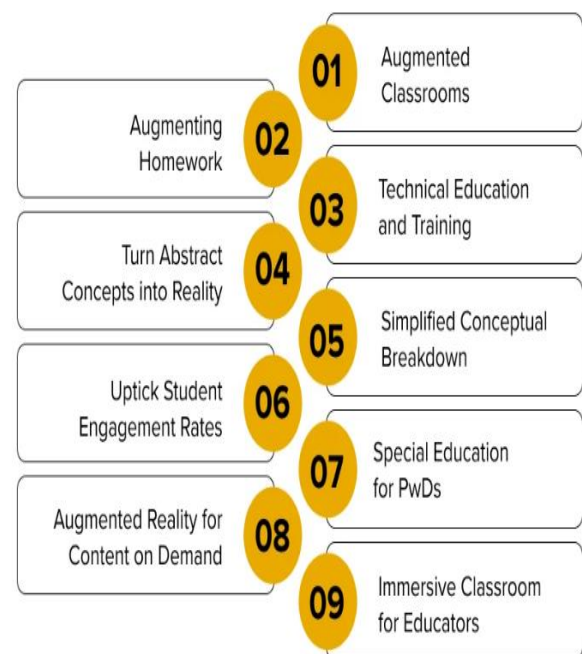 01
Augmented
Classrooms
02
Augmenting
Homework
03
Technical Education
and Training
04
Turn Abstract
Concepts into Reality
05
Simplified Conceptual
Breakdown
06
Uptick Student
Engagement Rates
07
Special Education
for PwDs
08
Augmented Reality for
Content on Demand
09
Immersive Classroom
for Educators